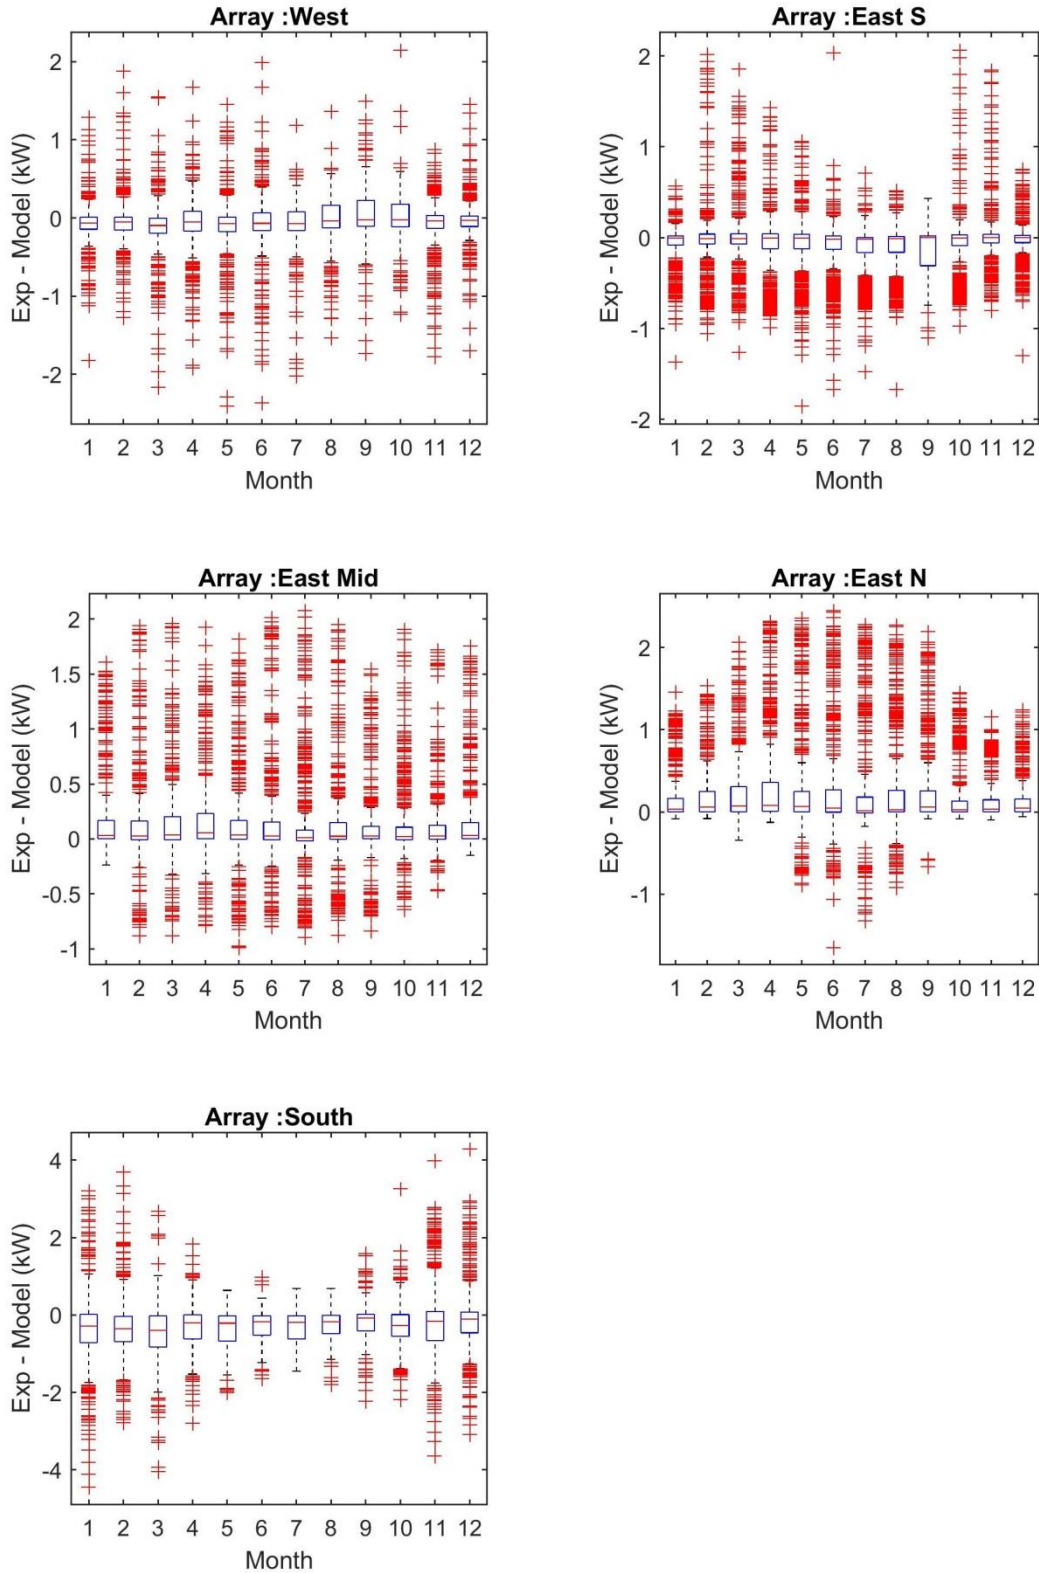 Array :West
Exp - Model (kW)
2
1
0
-1
-2
1 2 3 4 5 6 7 8 9 10 11 12
Month
Array :East S
Exp - Model (kW)
2
1
0
-1
-2
1 2 3 4 5 6 7 8 9 10 11 12
Month
Array :East Mid
Exp - Model (kW)
2
1.5
1
0.5
0
-0.5
-1
1 2 3 4 5 6 7 8 9 10 11 12
Month
Array :East N
Exp - Model (kW)
2
1
0
-1
1 2 3 4 5 6 7 8 9 10 11 12
Month
Array :South
Exp - Model (kW)
4
2
0
-2
-4
1 2 3 4 5 6 7 8 9 10 11 12
Month